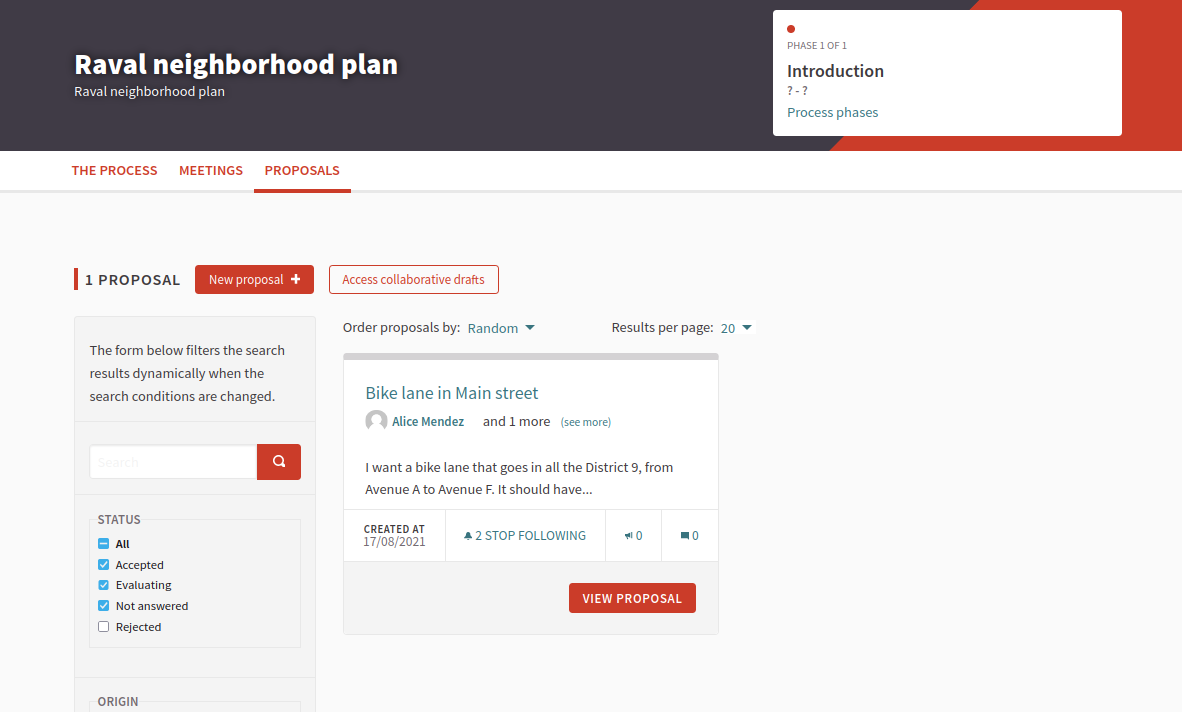 Raval neighborhood plan
Raval neighborhood plan
PHASE 1 OF 1
Introduction
? - ?
Process phases
THE PROCESS MEETINGS PROPOSALS
1 PROPOSAL New proposal + Access collaborative drafts
The form below filters the search
results dynamically when the
search conditions are changed.
Search
STATUS
All
Accepted
Evaluating
Not answered
Rejected
ORIGIN
Order proposals by: Random Results per page: 20
Bike lane in Main street
Alice Mendez and 1 more (see more)
I want a bike lane that goes in all the District 9, from
Avenue A to Avenue F. It should have...
CREATED AT
17/08/2021
2 STOP FOLLOWING
0
0
VIEW PROPOSAL